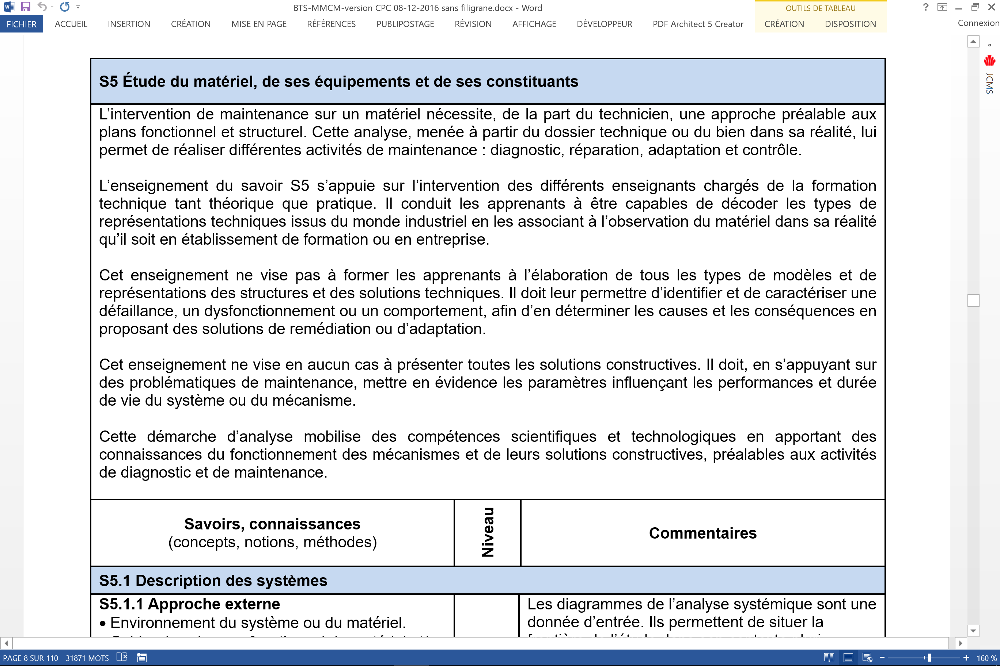 BTS-MMCM-version CPC 08-12-2016 sans filigrane.docx - Word
OUTILS DE TABLEAU
?
FICHIER ACCUEIL INSERTION CRÉATION MISE EN PAGE RÉFÉRENCES PUBLIPOSTAGE RÉVISION AFFICHAGE DÉVELOPPEUR PDF Architect 5 Creator CRÉATION DISPOSITION Connexion
JCMS
S5 Étude du matériel, de ses équipements et de ses constituants
L’intervention de maintenance sur un matériel nécessite, de la part du technicien, une approche préalable aux
plans fonctionnel et structurel. Cette analyse, menée à partir du dossier technique ou du bien dans sa réalité, lui
permet de réaliser différentes activités de maintenance : diagnostic, réparation, adaptation et contrôle.
L’enseignement du savoir S5 s’appuie sur l’intervention des différents enseignants chargés de la formation
technique tant théorique que pratique. Il conduit les apprenants à être capables de décoder les types de
représentations techniques issus du monde industriel en les associant à l’observation du matériel dans sa réalité
qu’il soit en établissement de formation ou en entreprise.
Cet enseignement ne vise pas à former les apprenants à l’élaboration de tous les types de modèles et de
représentations des structures et des solutions techniques. Il doit leur permettre d’identifier et de caractériser une
défaillance, un dysfonctionnement ou un comportement, afin d’en déterminer les causes et les conséquences en
proposant des solutions de remédiation ou d’adaptation.
Cet enseignement ne vise en aucun cas à présenter toutes les solutions constructives. Il doit, en s’appuyant sur
des problématiques de maintenance, mettre en évidence les paramètres influençant les performances et durée
de vie du système ou du mécanisme.
Cette démarche d’analyse mobilise des compétences scientifiques et technologiques en apportant des
connaissances du fonctionnement des mécanismes et de leurs solutions constructives, préalables aux activités
de diagnostic et de maintenance.
Savoirs, connaissances
(concepts, notions, méthodes)
Niveau
Commentaires
S5.1 Description des systèmes
S5.1.1 Approche externe
• Environnement du système ou du matériel.
Les diagrammes de l’analyse systémique sont une
donnée d’entrée. Ils permettent de situer la
PAGE 8 SUR 110 31871 MOTS 160 %